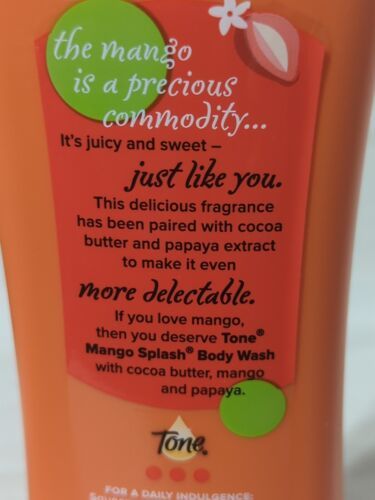 the mango
is a precious
commodity...
It's juicy and sweet –
just like you.
This delicious fragrance
has been paired with cocoa
butter and papaya extract
to make it even
more delectable.
If you love mango,
then you deserve Tone®
Mango Splash® Body Wash
with cocoa butter, mango
and papaya.
Tone®
FOR A DAILY INDULGENCE: